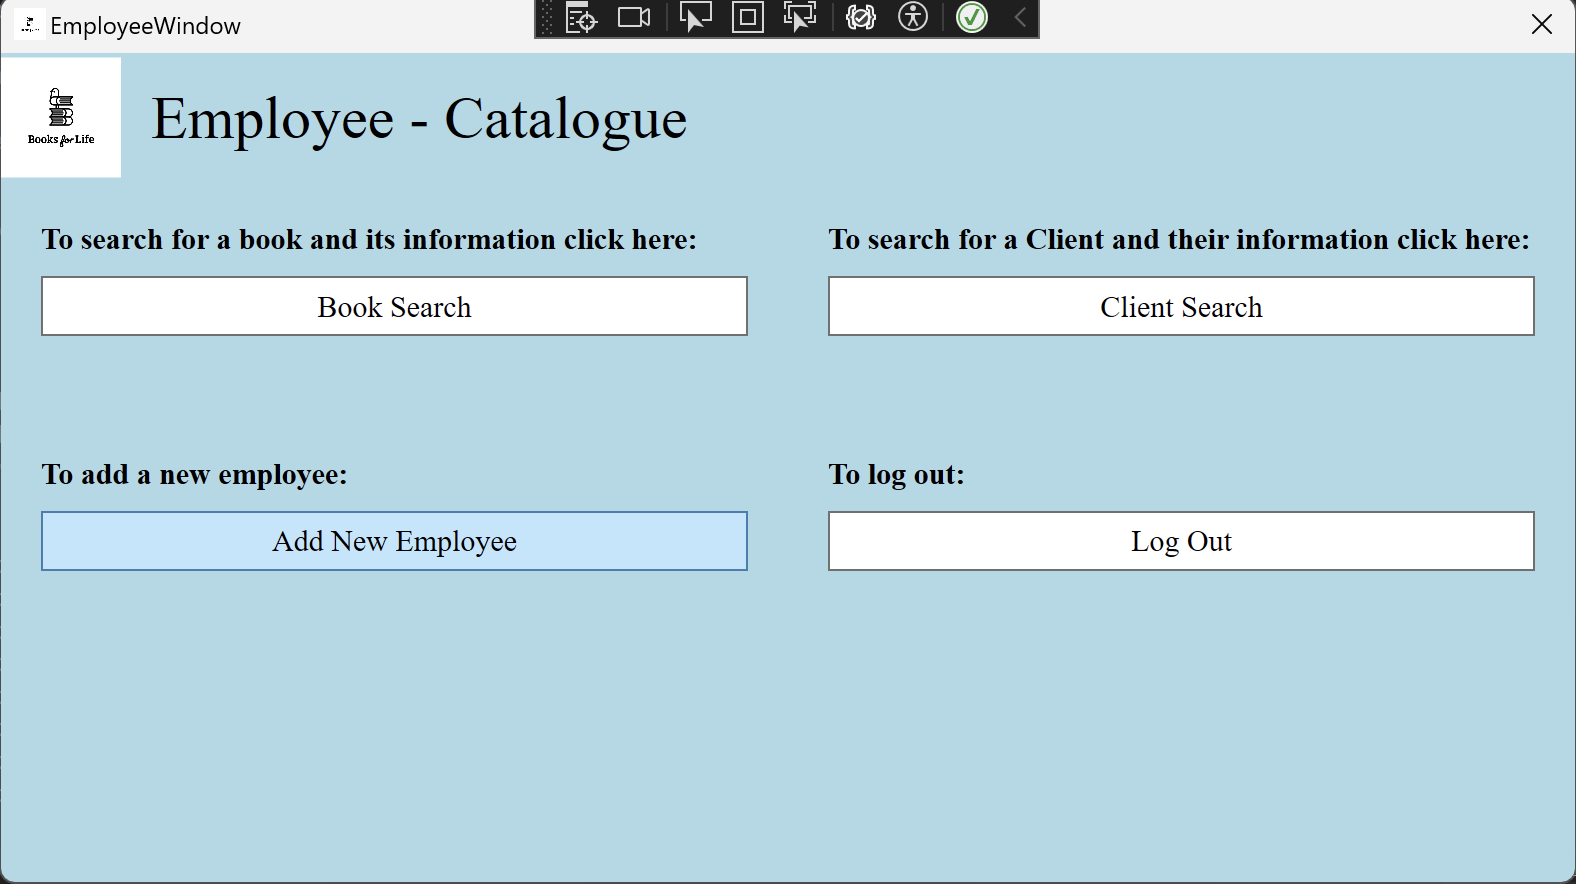 EmployeeWindow
Books for Life
Employee - Catalogue
To search for a book and its information click here:
To search for a Client and their information click here:
Book Search
Client Search
To add a new employee:
To log out:
Add New Employee
Log Out